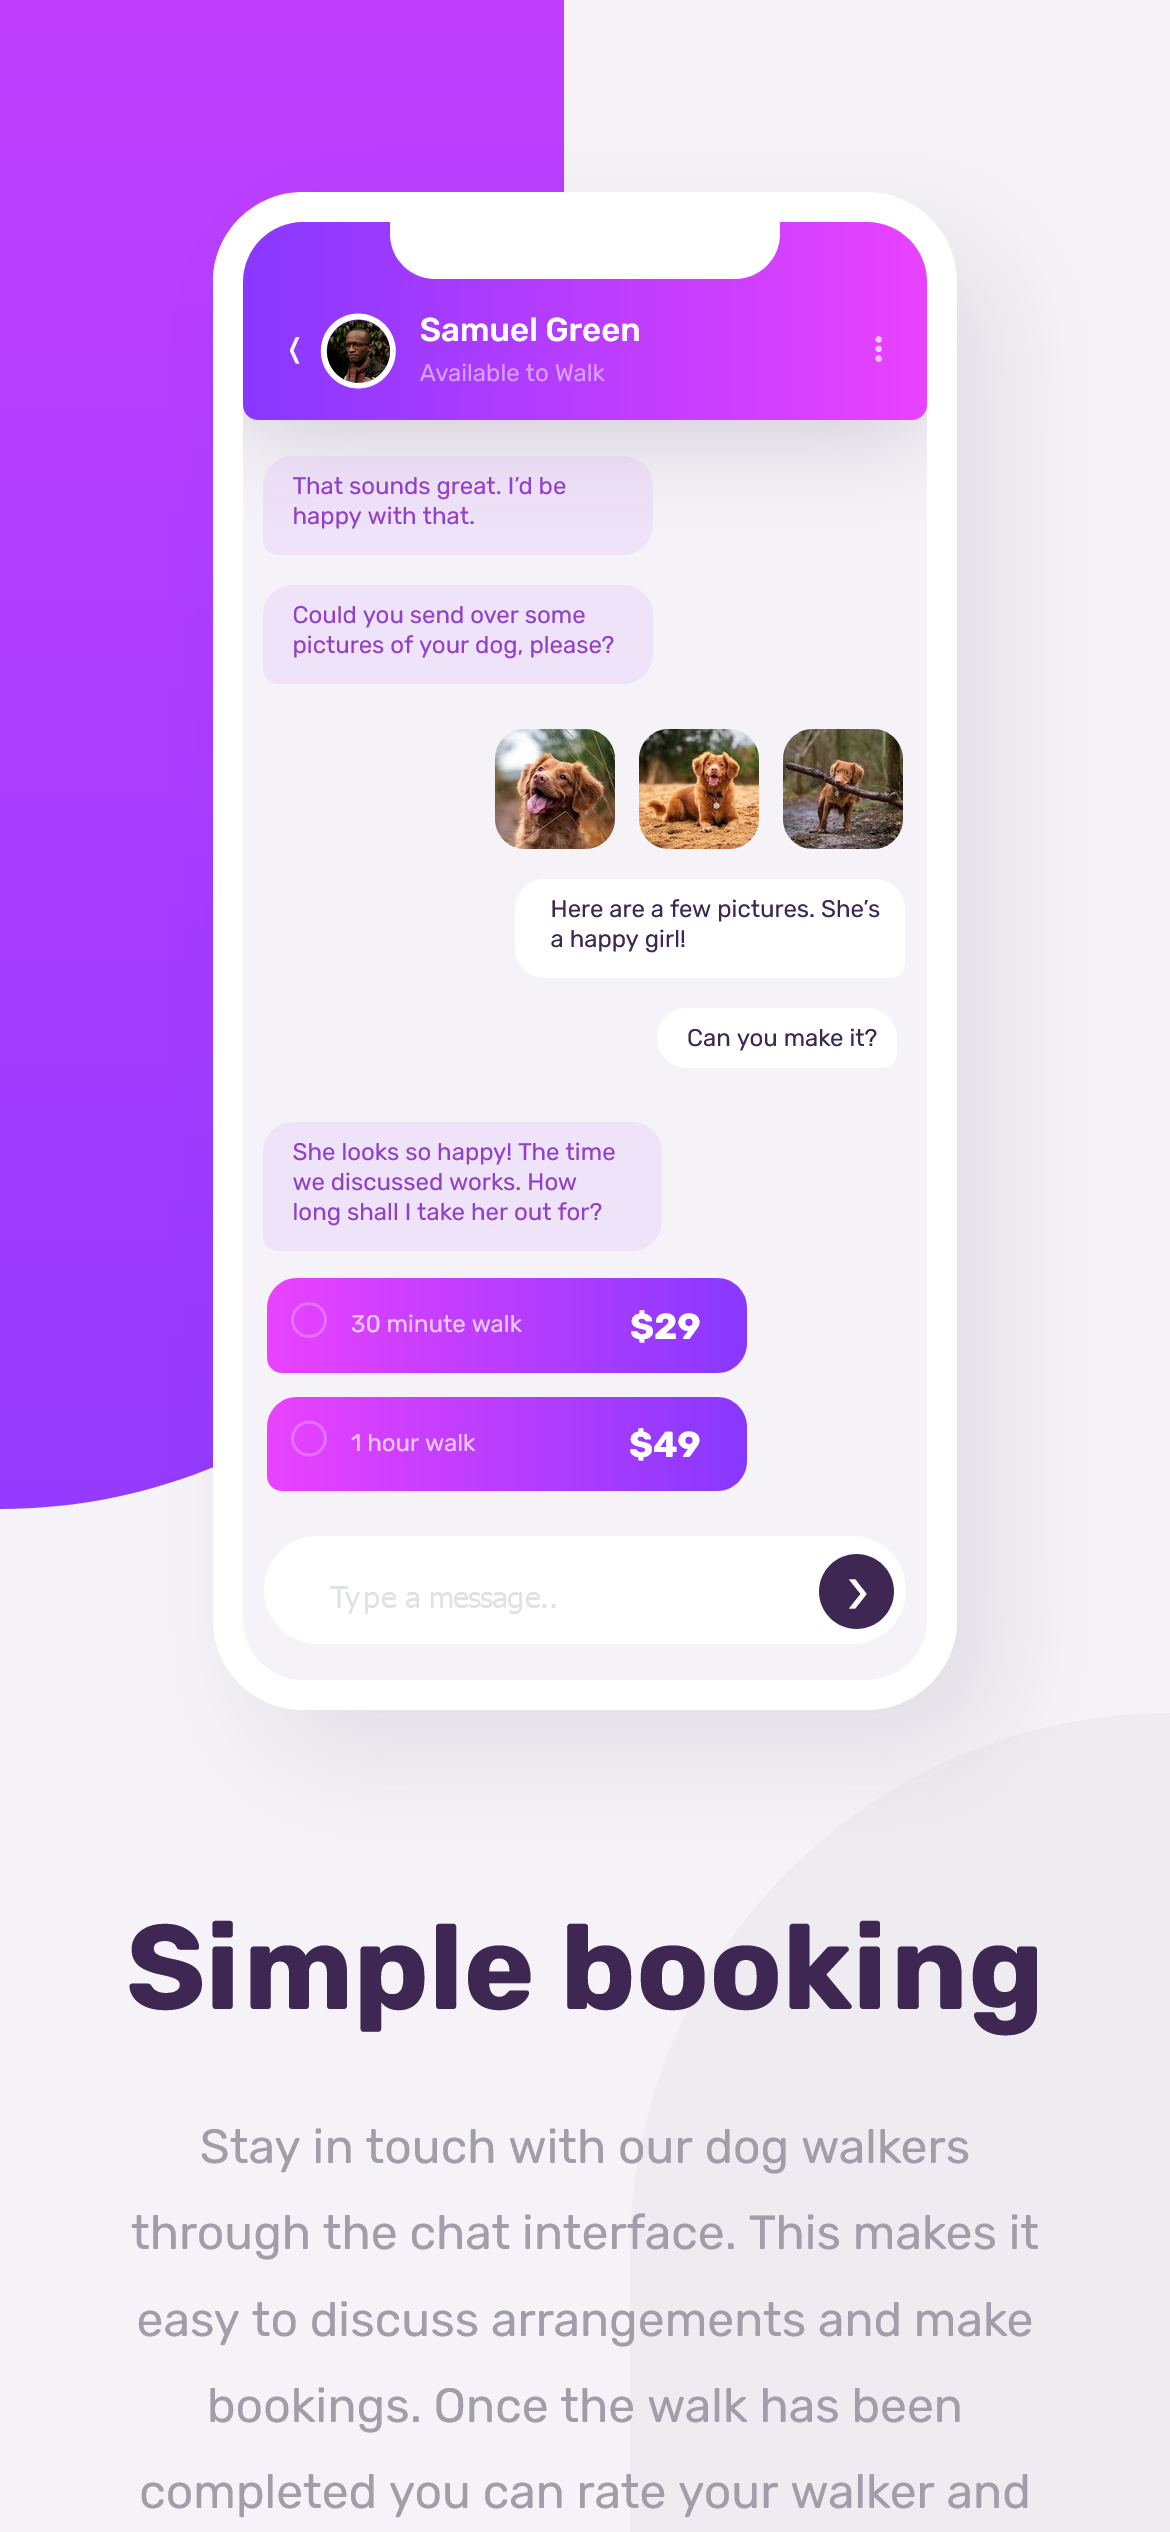 Samuel Green
Available to Walk
That sounds great. I’d be
happy with that.
Could you send over some
pictures of your dog, please?
Here are a few pictures. She’s
a happy girl!
Can you make it?
She looks so happy! The time
we discussed works. How
long shall I take her out for?
30 minute walk $29
1 hour walk $49
Type a message..
Simple booking
Stay in touch with our dog walkers
through the chat interface. This makes it
easy to discuss arrangements and make
bookings. Once the walk has been
completed you can rate your walker and